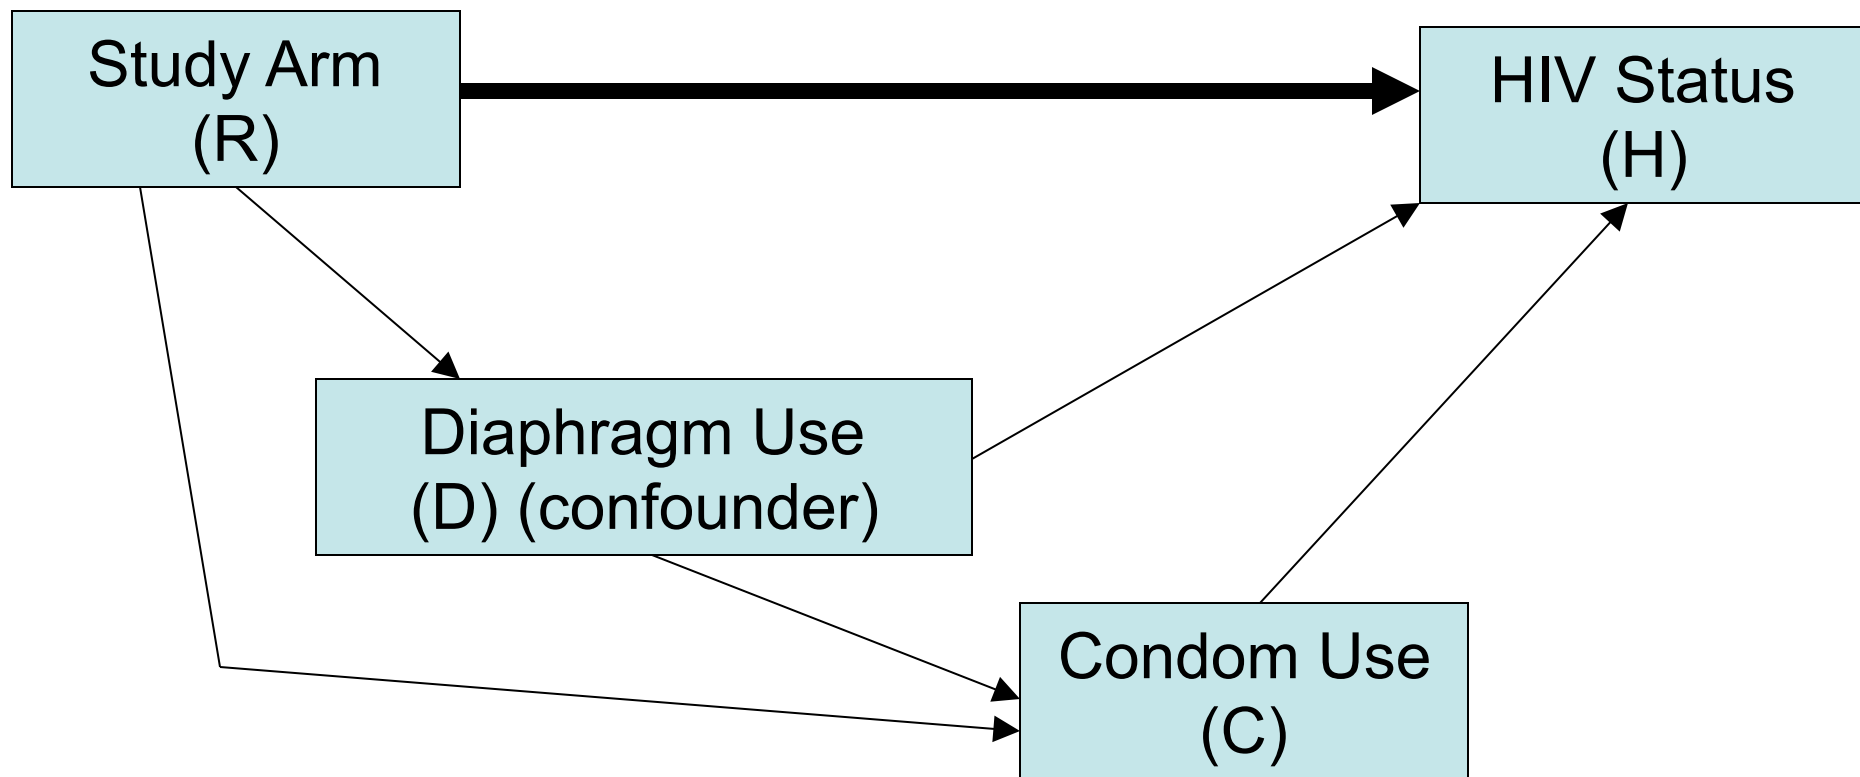 Study Arm
(R)
HIV Status
(H)
Diaphragm Use
(D) (confounder)
Condom Use
(C)